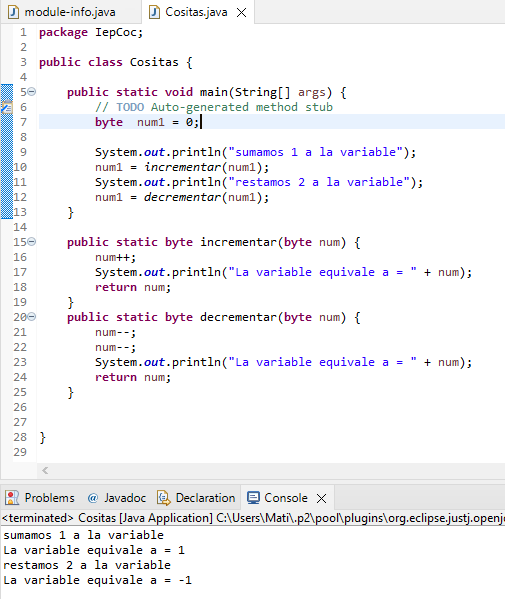 module-info.java Cositas.java
1 package IepCoc;
2
3 public class Cositas {
4
5 public static void main(String[] args) {
6 // TODO Auto-generated method stub
7 byte  num1 = 0;
8
9 System.out.println("sumamos 1 a la variable");
10 num1 = incrementar(num1);
11 System.out.println("restamos 2 a la variable");
12 num1 = decrementar(num1);
13 }
14
15 public static byte incrementar(byte num) {
16 num++;
17 System.out.println("La variable equivale a = " + num);
18 return num;
19 }
20 public static byte decrementar(byte num) {
21 num--;
22 num--;
23 System.out.println("La variable equivale a = " + num);
24 return num;
25 }
26
27
28 }
29
Problems @ Javadoc Declaration Console
<terminated> Cositas [Java Application] C:\Users\Mati\.p2\pool\plugins\org.eclipse.justj.openj
sumamos 1 a la variable
La variable equivale a = 1
restamos 2 a la variable
La variable equivale a = -1